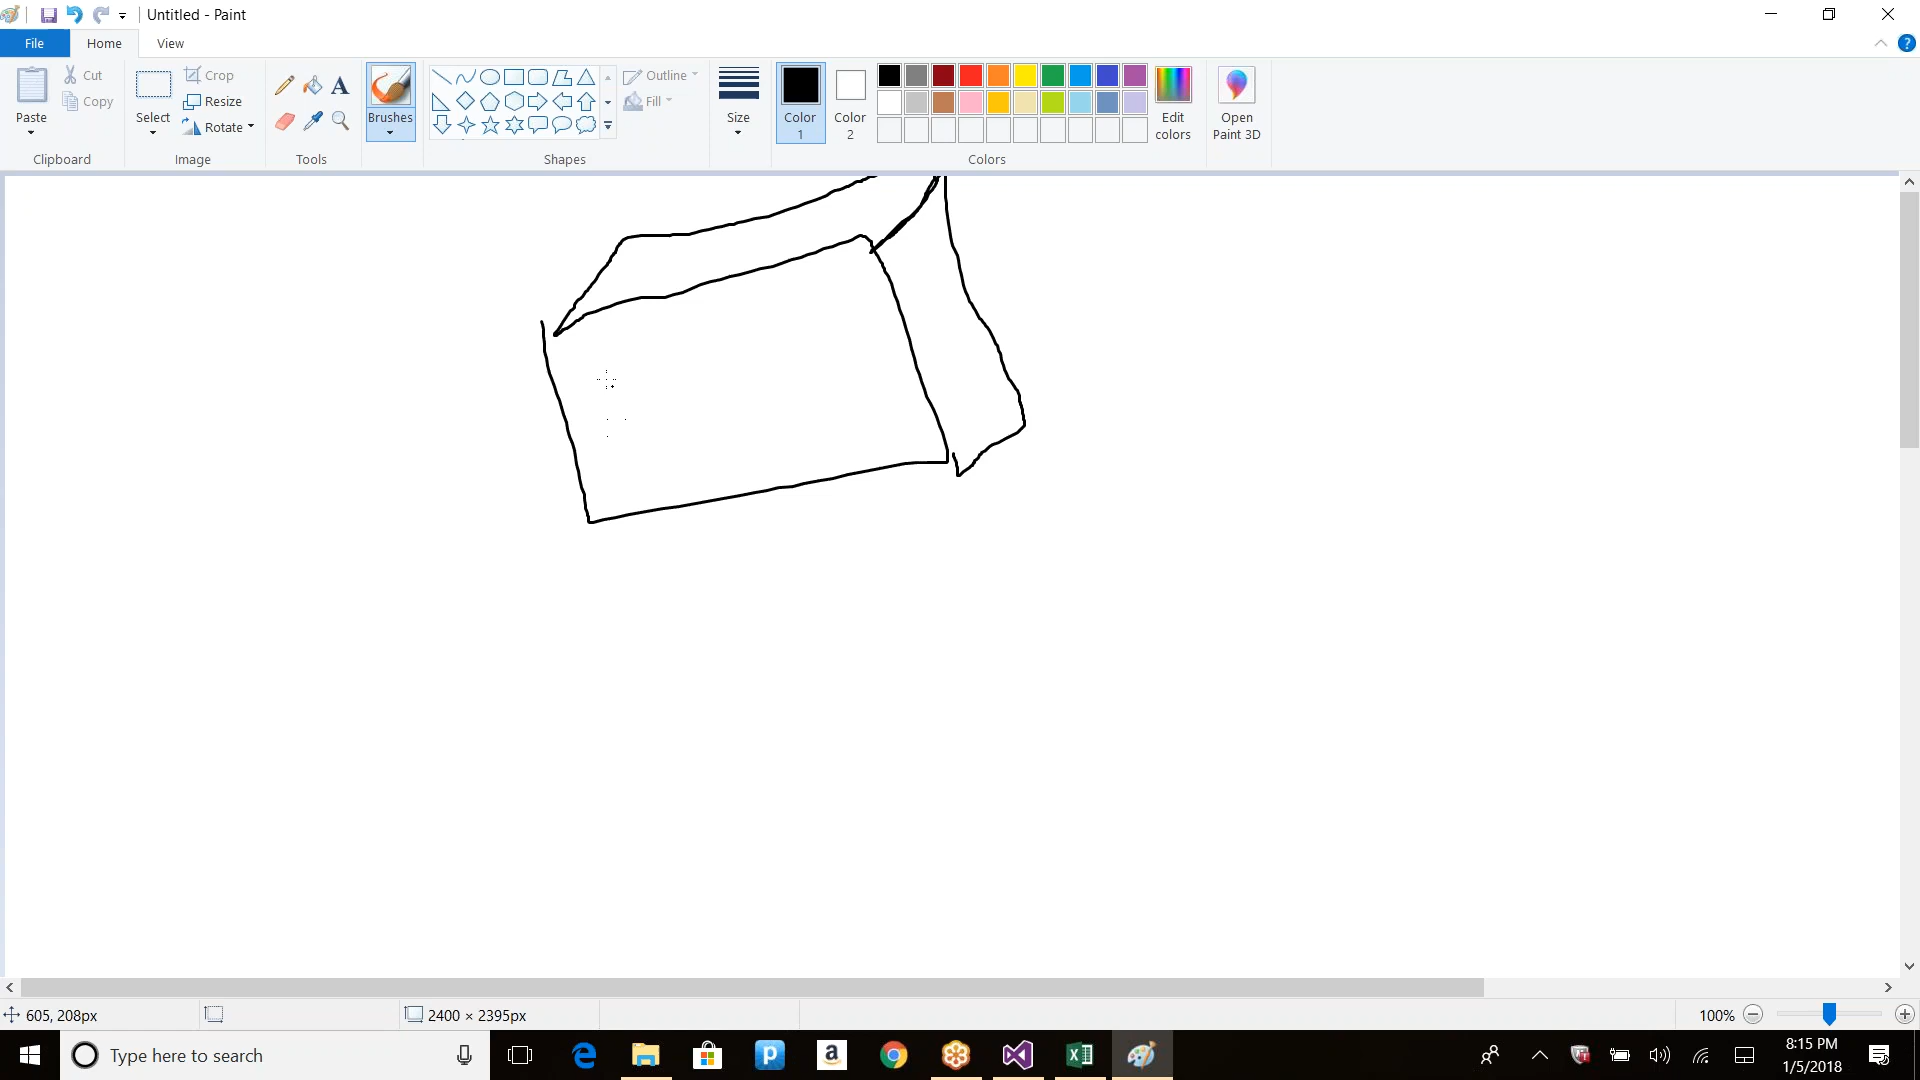 Untitled - Paint
File Home View
Paste
Cut
Copy
Clipboard
Select
Crop
Resize
Rotate
Image
A
Tools
Brushes
Outline
Fill
Shapes
Size
Color 1
Color 2
Edit colors
Colors
Open Paint 3D
?
605, 208px
2400 × 2395px
100%
Type here to search
e
p
a
8:15 PM
1/5/2018